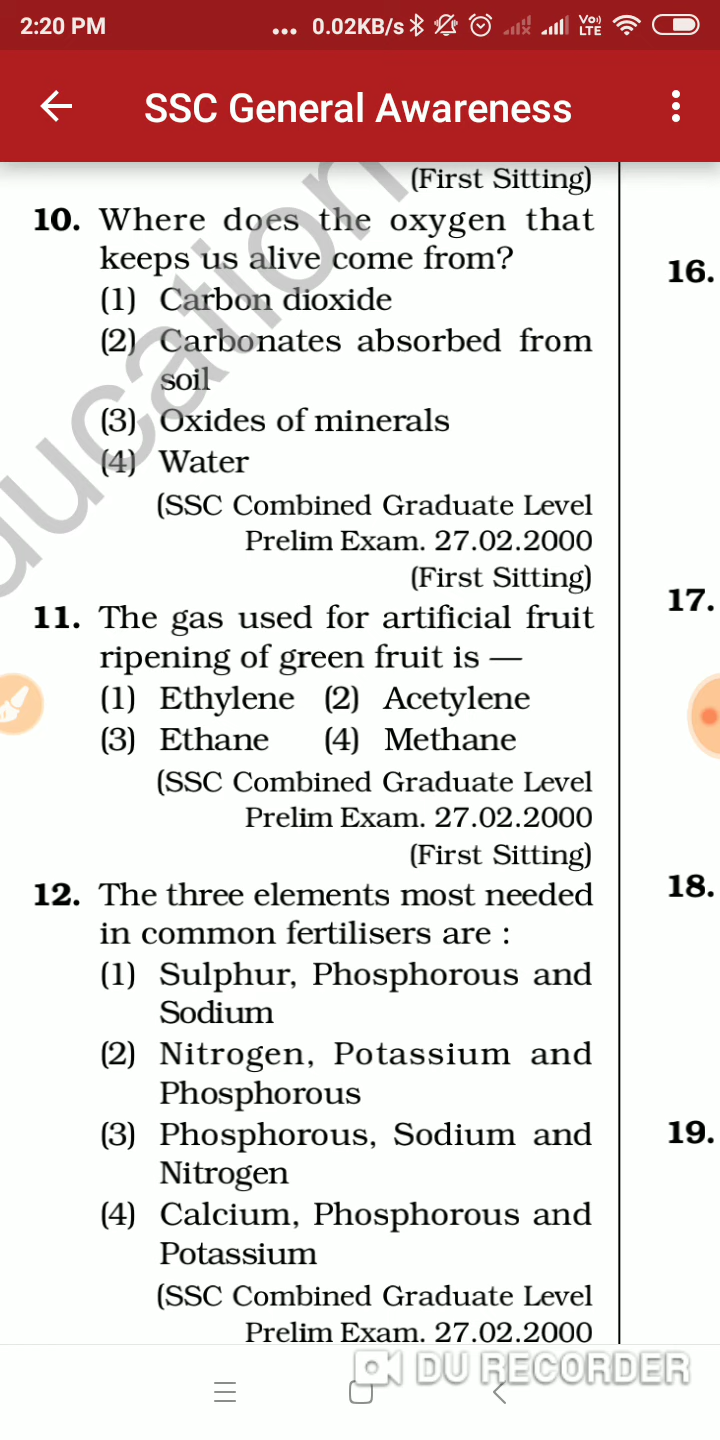 2:20 PM
... 0.02KB/s
Vo))
LTE
SSC General Awareness
(First Sitting)
10. Where does the oxygen that
keeps us alive come from?
(1) Carbon dioxide
(2) Carbonates absorbed from
soil
(3) Oxides of minerals
(4) Water
(SSC Combined Graduate Level
Prelim Exam. 27.02.2000
(First Sitting)
11. The gas used for artificial fruit
ripening of green fruit is —
(1) Ethylene (2) Acetylene
(3) Ethane (4) Methane
(SSC Combined Graduate Level
Prelim Exam. 27.02.2000
(First Sitting)
12. The three elements most needed
in common fertilisers are :
(1) Sulphur, Phosphorous and
Sodium
(2) Nitrogen, Potassium and
Phosphorous
(3) Phosphorous, Sodium and
Nitrogen
(4) Calcium, Phosphorous and
Potassium
(SSC Combined Graduate Level
Prelim Exam. 27.02.2000
16.
17.
18.
19.
ducation
DU RECORDER